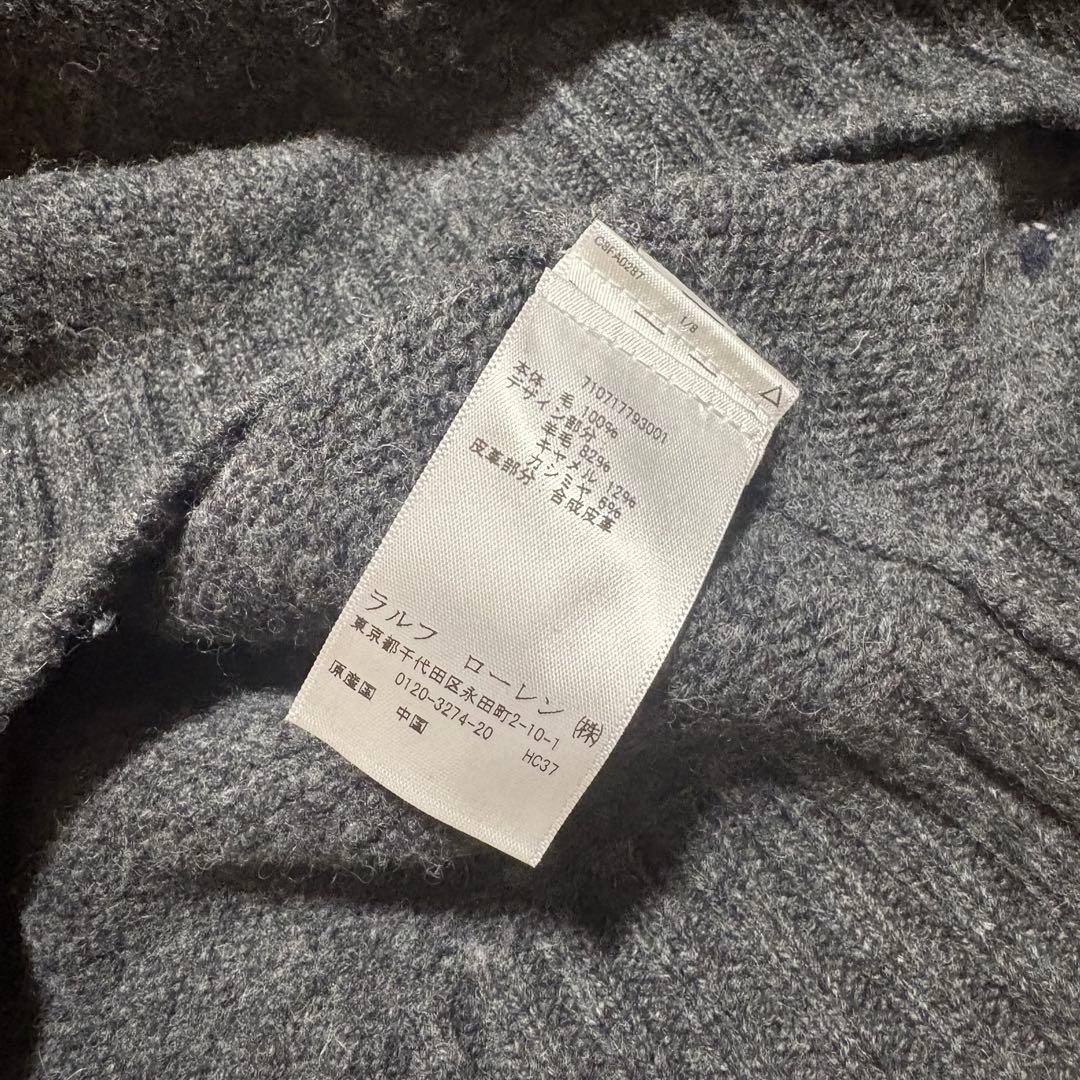 1/8
710717793001
本体
毛 100%
デザイン部分
羊毛 82%
キャメル 12%
カシミヤ 6%
皮革部分 合成皮革
ラルフ ローレン ㈱
東京都千代田区永田町2-10-1
0120-3274-20
HC37
原産国 中国